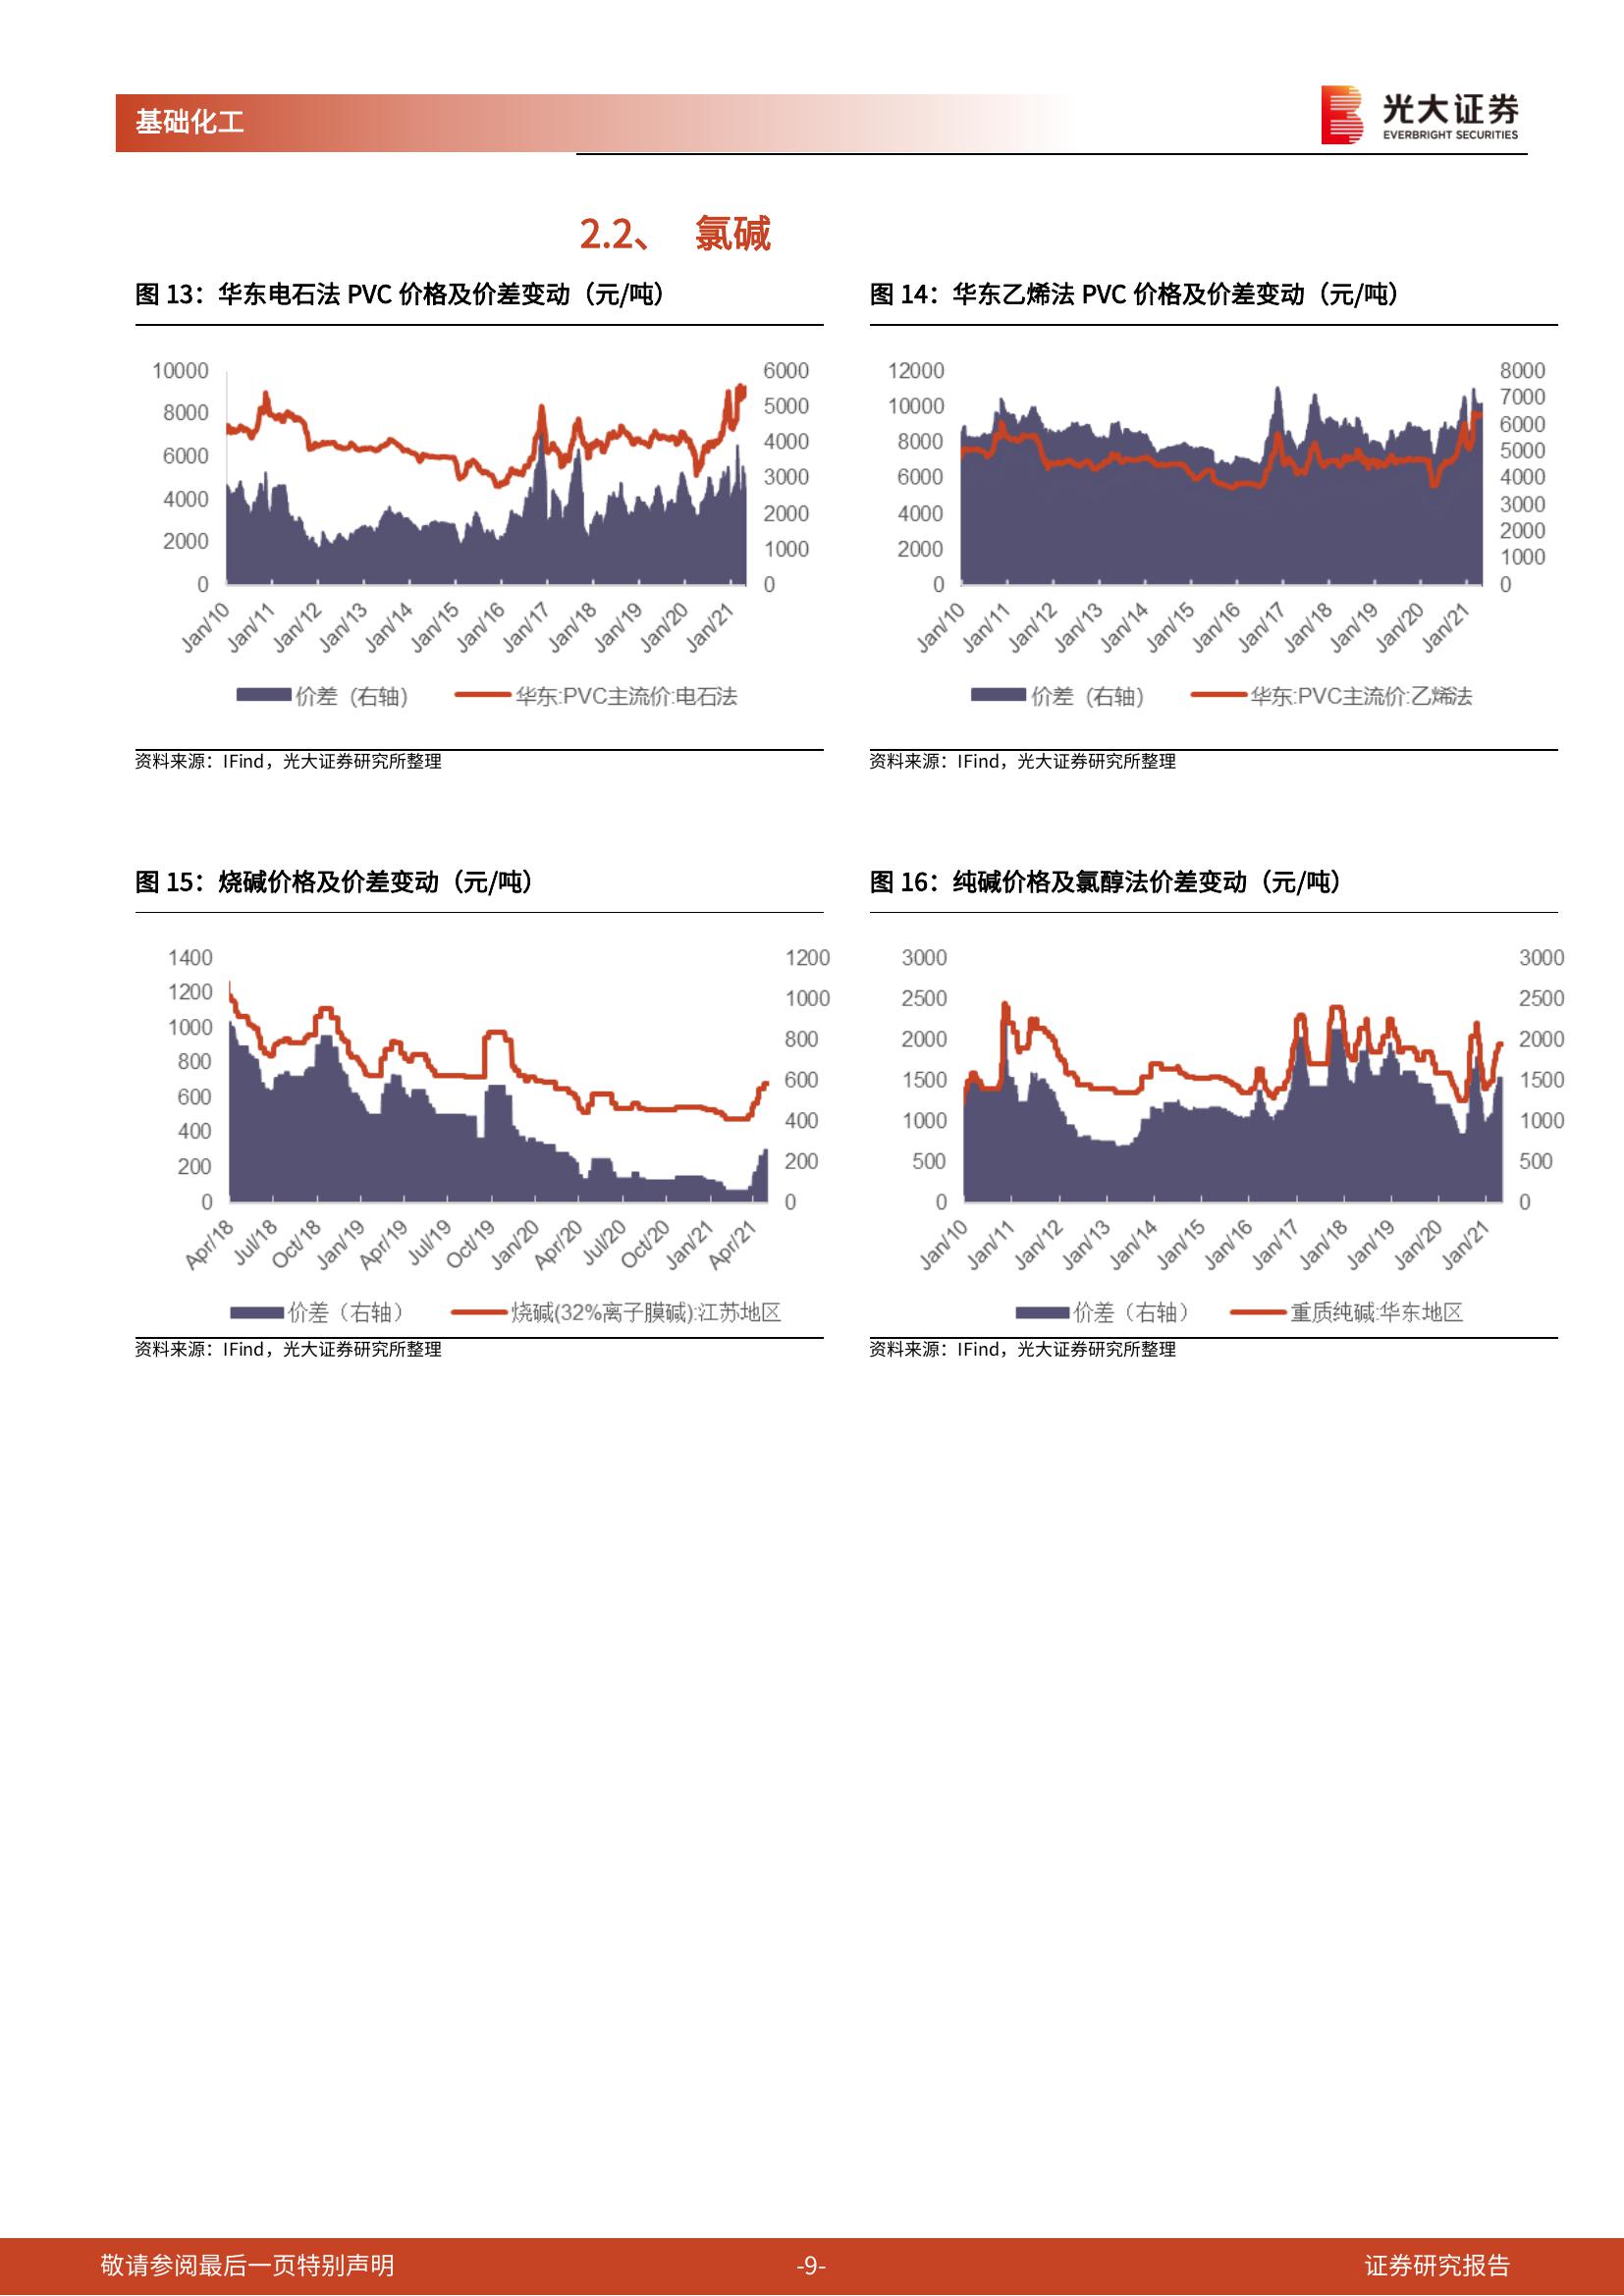 基础化工
光大证券
EVERBRIGHT SECURITIES
2.2、 氯碱
图 13：华东电石法 PVC 价格及价差变动（元/吨）
10000
8000
6000
4000
2000
0
6000
5000
4000
3000
2000
1000
0
Jan/10 Jan/11 Jan/12 Jan/13 Jan/14 Jan/15 Jan/16 Jan/17 Jan/18 Jan/19 Jan/20 Jan/21
价差（右轴） 华东:PVC主流价:电石法
资料来源：IFind，光大证券研究所整理
图 14：华东乙烯法 PVC 价格及价差变动（元/吨）
12000
10000
8000
6000
4000
2000
0
8000
7000
6000
5000
4000
3000
2000
1000
0
Jan/10 Jan/11 Jan/12 Jan/13 Jan/14 Jan/15 Jan/16 Jan/17 Jan/18 Jan/19 Jan/20 Jan/21
价差（右轴） 华东:PVC主流价:乙烯法
资料来源：IFind，光大证券研究所整理
图 15：烧碱价格及价差变动（元/吨）
1400
1200
1000
800
600
400
200
0
1200
1000
800
600
400
200
0
Apr/18 Jul/18 Oct/18 Jan/19 Apr/19 Jul/19 Oct/19 Jan/20 Apr/20 Jul/20 Oct/20 Jan/21 Apr/21
价差（右轴） 烧碱(32%离子膜碱):江苏地区
资料来源：IFind，光大证券研究所整理
图 16：纯碱价格及氯醇法价差变动（元/吨）
3000
2500
2000
1500
1000
500
0
3000
2500
2000
1500
1000
500
0
Jan/10 Jan/11 Jan/12 Jan/13 Jan/14 Jan/15 Jan/16 Jan/17 Jan/18 Jan/19 Jan/20 Jan/21
价差（右轴） 重质纯碱:华东地区
资料来源：IFind，光大证券研究所整理
敬请参阅最后一页特别声明 -9- 证券研究报告